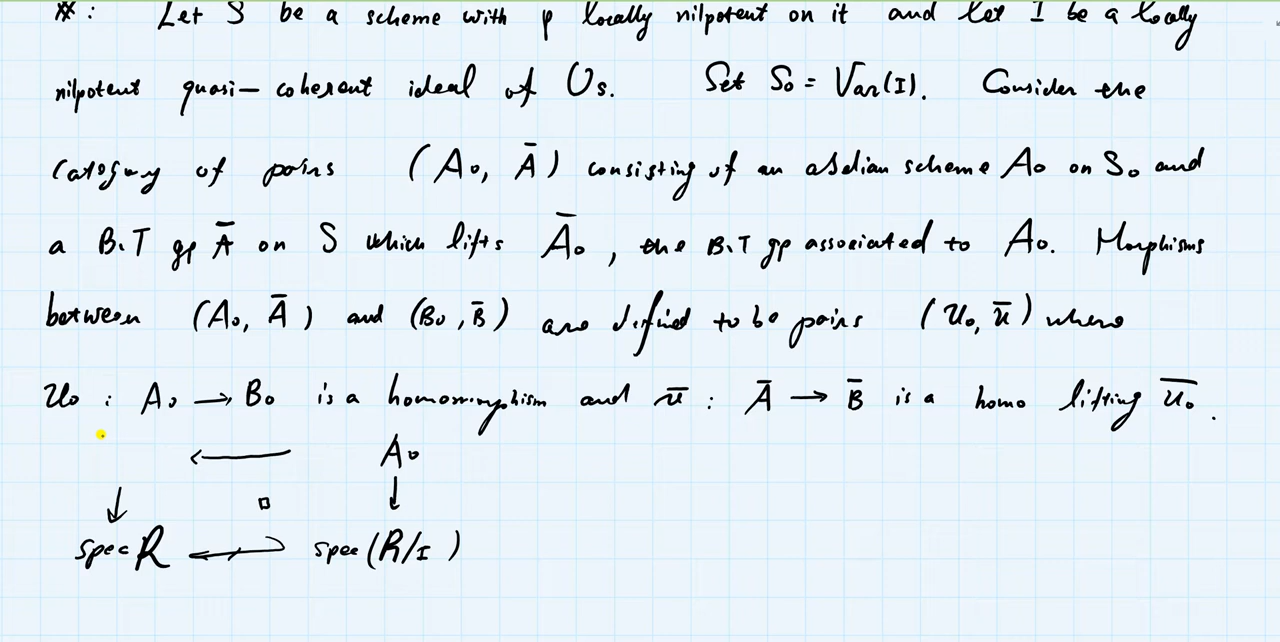 ※: Let S be a scheme with p locally nilpotent on it and let I be a locally
nilpotent quasi-coherent ideal of O_S. Set S_0 = Var(I). Consider the
category of pairs (A_0, Ā) consisting of an abelian scheme A_0 on S_0 and
a B.T gp Ā on S which lifts Ā_0, the B.T gp associated to A_0. Morphisms
between (A_0, Ā) and (B_0, B̄) are defined to be pairs (u_0, ū) where
u_0 : A_0 → B_0 is a homomorphism and ū : Ā → B̄ is a homo lifting ū_0.
← A_0
↓ □ ↓
spec R ↩ spec(R/I)